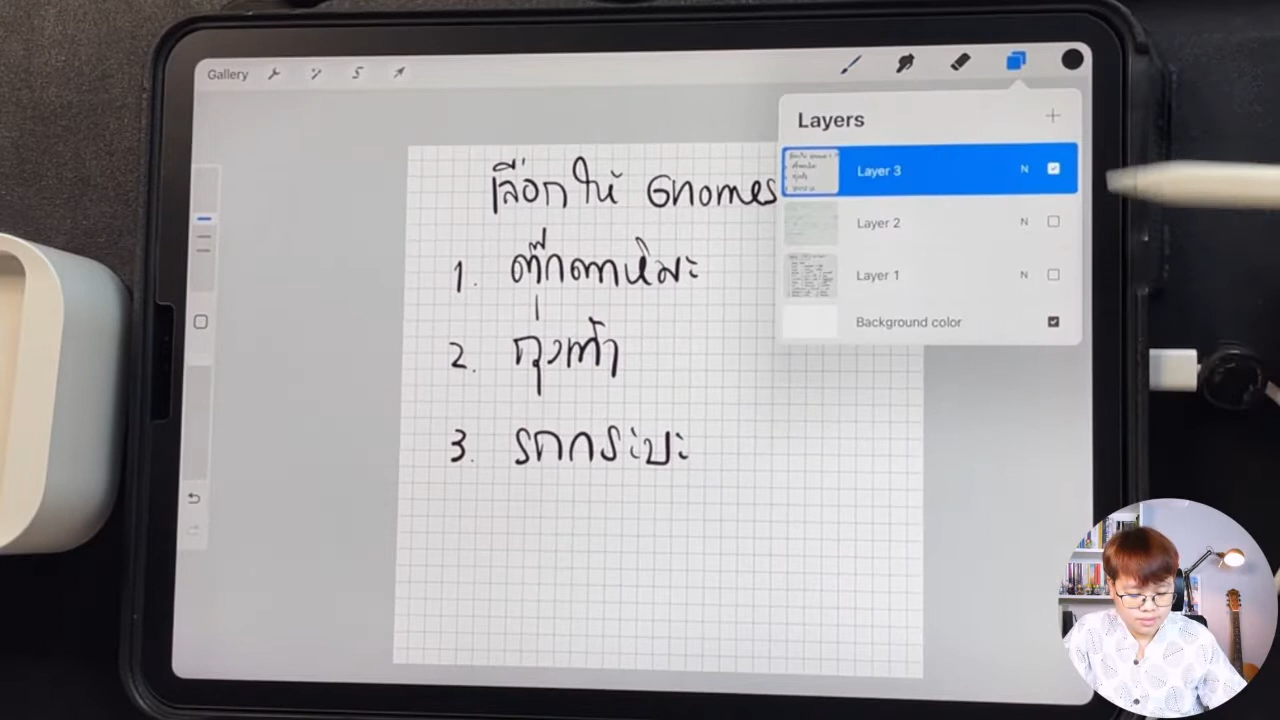 Gallery
Layers
Layer 3 N
Layer 2 N
Layer 1 N
Background color
เลือกให้ Gnomes
1. ตุ๊กตาหิมะ
2. ถุงเท้า
3. รถกระบะ